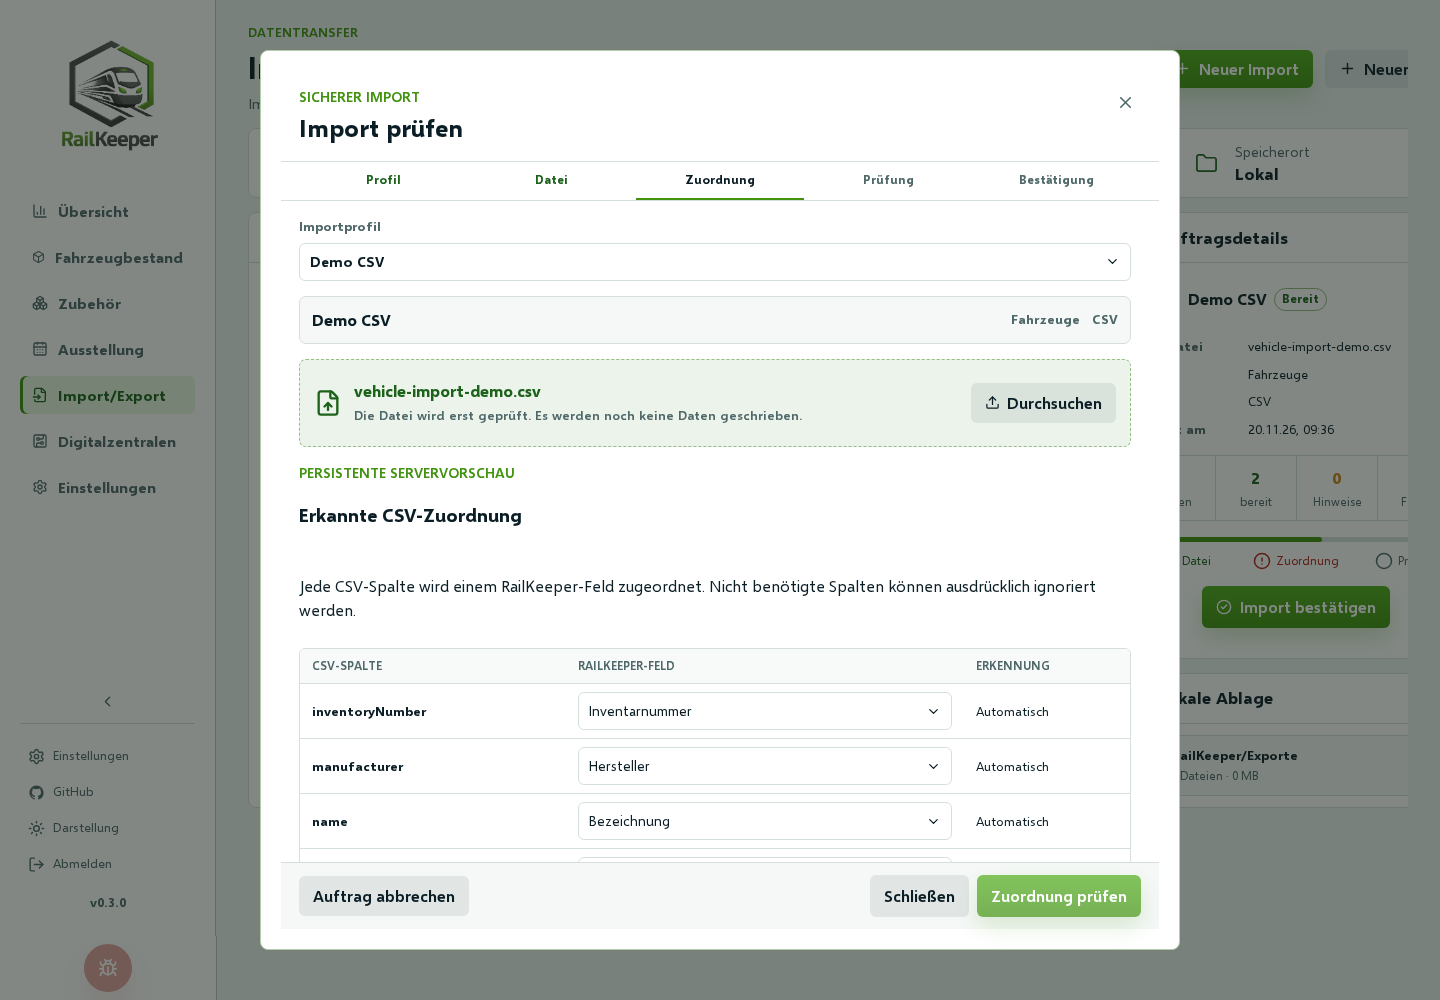 RailKeeper
Übersicht
Fahrzeugbestand
Zubehör
Ausstellung
Import/Export
Digitalzentralen
Einstellungen
Einstellungen
GitHub
Darstellung
Abmelden
v0.3.0
DATENTRANSFER
Neuer Import
Neuer
Speicherort
Lokal
SICHERER IMPORT
Import prüfen
Profil
Datei
Zuordnung
Prüfung
Bestätigung
Importprofil
Demo CSV
Demo CSV
Fahrzeuge CSV
vehicle-import-demo.csv
Die Datei wird erst geprüft. Es werden noch keine Daten geschrieben.
Durchsuchen
PERSISTENTE SERVERVORSCHAU
Erkannte CSV-Zuordnung
Jede CSV-Spalte wird einem RailKeeper-Feld zugeordnet. Nicht benötigte Spalten können ausdrücklich ignoriert
werden.
CSV-SPALTE RAILKEEPER-FELD ERKENNUNG
inventoryNumber Inventarnummer Automatisch
manufacturer Hersteller Automatisch
name Bezeichnung Automatisch
Auftrag abbrechen
Schließen
Zuordnung prüfen
ftragsdetails
Demo CSV Bereit
atei vehicle-import-demo.csv
Fahrzeuge
CSV
am 20.11.26, 09:36
2
bereit
0
Hinweise
Datei
Zuordnung
Import bestätigen
kale Ablage
ailKeeper/Exporte
Dateien · 0 MB